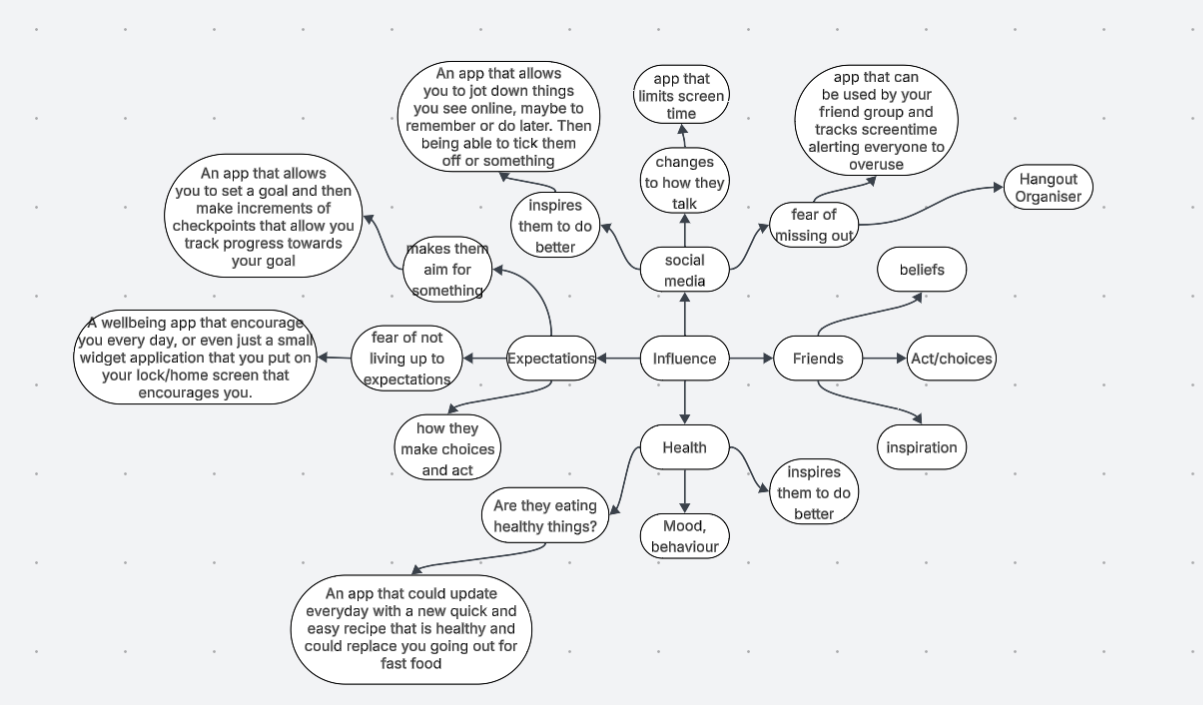 An app that allows
you to jot down things
you see online, maybe to
remember or do later. Then
being able to tick them
off or something
app that
limits screen
time
app that can
be used by your
friend group and
tracks screentime
alerting everyone to
overuse
An app that allows
you to set a goal and then
make increments of
checkpoints that allow you
track progress towards
your goal
changes
to how they
talk
Hangout
Organiser
inspires
them to do
better
fear of
missing out
makes them
aim for
something
social
media
beliefs
A wellbeing app that encourage
you every day, or even just a small
widget application that you put on
your lock/home screen that
encourages you.
fear of not
living up to
expectations
Expectations
Influence
Friends
Act/choices
how they
make choices
and act
Health
inspiration
inspires
them to do
better
Are they eating
healthy things?
Mood,
behaviour
An app that could update
everyday with a new quick and
easy recipe that is healthy and
could replace you going out for
fast food